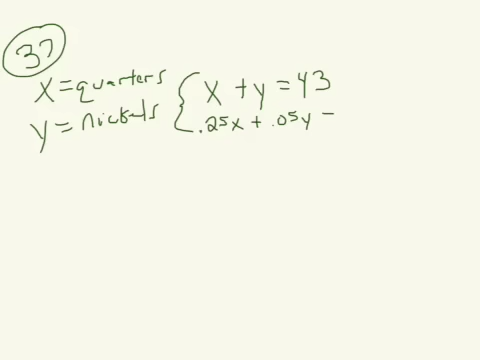 37
X = quarters
y = nickels
X + y = 43
.25x + .05y =